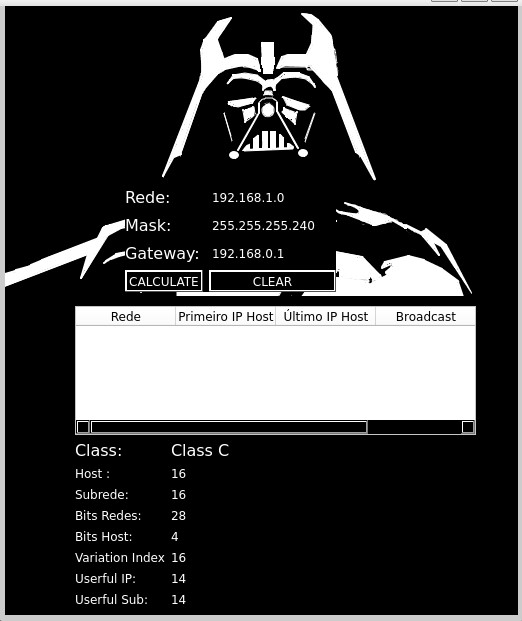 Rede: 192.168.1.0
Mask: 255.255.255.240
Gateway: 192.168.0.1
CALCULATE CLEAR
Rede Primeiro IP Host Último IP Host Broadcast
Class: Class C
Host : 16
Subrede: 16
Bits Redes: 28
Bits Host: 4
Variation Index 16
Userful IP: 14
Userful Sub: 14